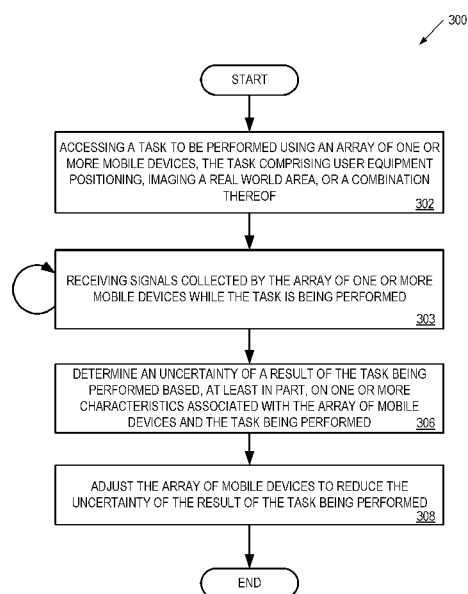 300
START
ACCESSING A TASK TO BE PERFORMED USING AN ARRAY OF ONE OR
MORE MOBILE DEVICES, THE TASK COMPRISING USER EQUIPMENT
POSITIONING, IMAGING A REAL WORLD AREA, OR A COMBINATION
THEREOF
302
RECEIVING SIGNALS COLLECTED BY THE ARRAY OF ONE OR MORE
MOBILE DEVICES WHILE THE TASK IS BEING PERFORMED
303
DETERMINE AN UNCERTAINTY OF A RESULT OF THE TASK BEING
PERFORMED BASED, AT LEAST IN PART, ON ONE OR MORE
CHARACTERISTICS ASSOCIATED WITH THE ARRAY OF MOBILE
DEVICES AND THE TASK BEING PERFORMED
306
ADJUST THE ARRAY OF MOBILE DEVICES TO REDUCE THE
UNCERTAINTY OF THE RESULT OF THE TASK BEING PERFORMED
308
END